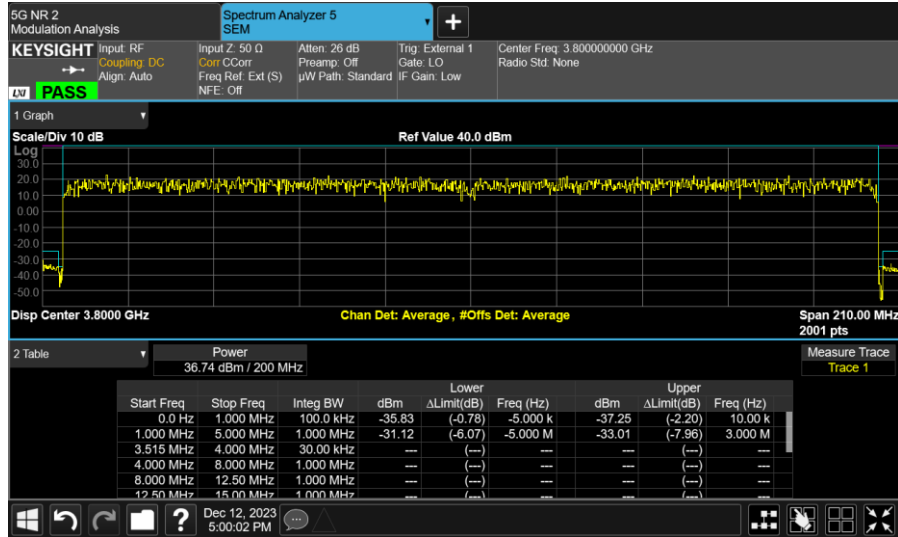 5G NR 2
Modulation Analysis
Spectrum Analyzer 5
SEM
KEYSIGHT
LXI
PASS
Input: RF
Coupling: DC
Align: Auto
Input Z: 50 Ω
Corr CCorr
Freq Ref: Ext (S)
NFE: Off
Atten: 26 dB
Preamp: Off
µW Path: Standard
Trig: External 1
Gate: LO
IF Gain: Low
Center Freq: 3.800000000 GHz
Radio Std: None
1 Graph
Scale/Div 10 dB
Ref Value 40.0 dBm
Log
30.0
20.0
10.0
0.00
-10.0
-20.0
-30.0
-40.0
-50.0
Disp Center 3.8000 GHz
Chan Det: Average, #Offs Det: Average
Span 210.00 MHz
2001 pts
2 Table
Power
36.74 dBm / 200 MHz
Measure Trace
Trace 1
Lower Upper
Start Freq Stop Freq Integ BW dBm ΔLimit(dB) Freq (Hz) dBm ΔLimit(dB) Freq (Hz)
0.0 Hz 1.000 MHz 100.0 kHz -35.83 (-0.78) -5.000 k -37.25 (-2.20) 10.00 k
1.000 MHz 5.000 MHz 1.000 MHz -31.12 (-6.07) -5.000 M -33.01 (-7.96) 3.000 M
3.515 MHz 4.000 MHz 30.00 kHz --- (---) --- --- (---) ---
4.000 MHz 8.000 MHz 1.000 MHz --- (---) --- --- (---) ---
8.000 MHz 12.50 MHz 1.000 MHz --- (---) --- --- (---) ---
12.50 MHz 15.00 MHz 1.000 MHz --- (---) --- --- (---) ---
Dec 12, 2023
5:00:02 PM